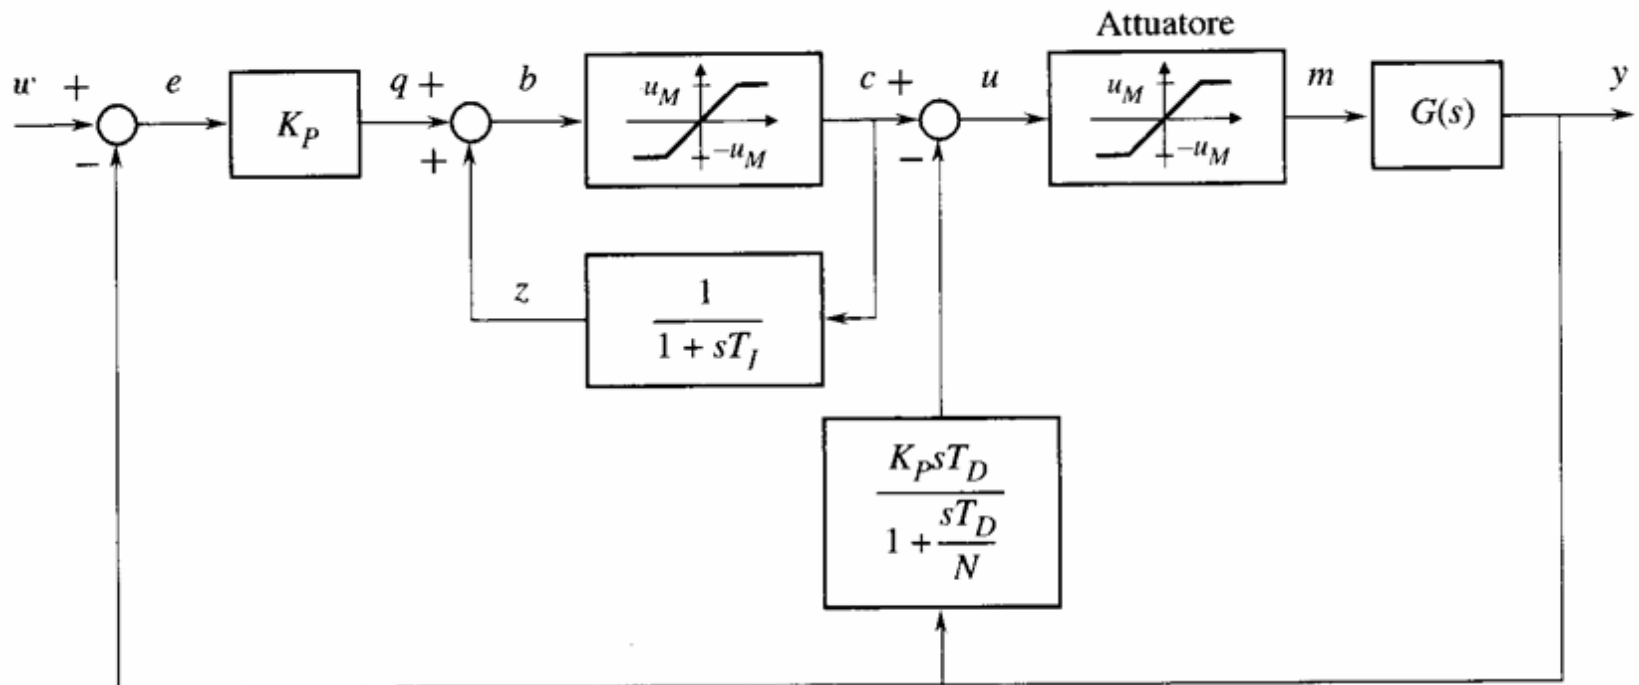 Attuatore
w + e K_P q + b u_M -u_M c + u u_M -u_M m G(s) y
- + -
z 1 / (1 + sT_I)
K_P sT_D / (1 + sT_D / N)